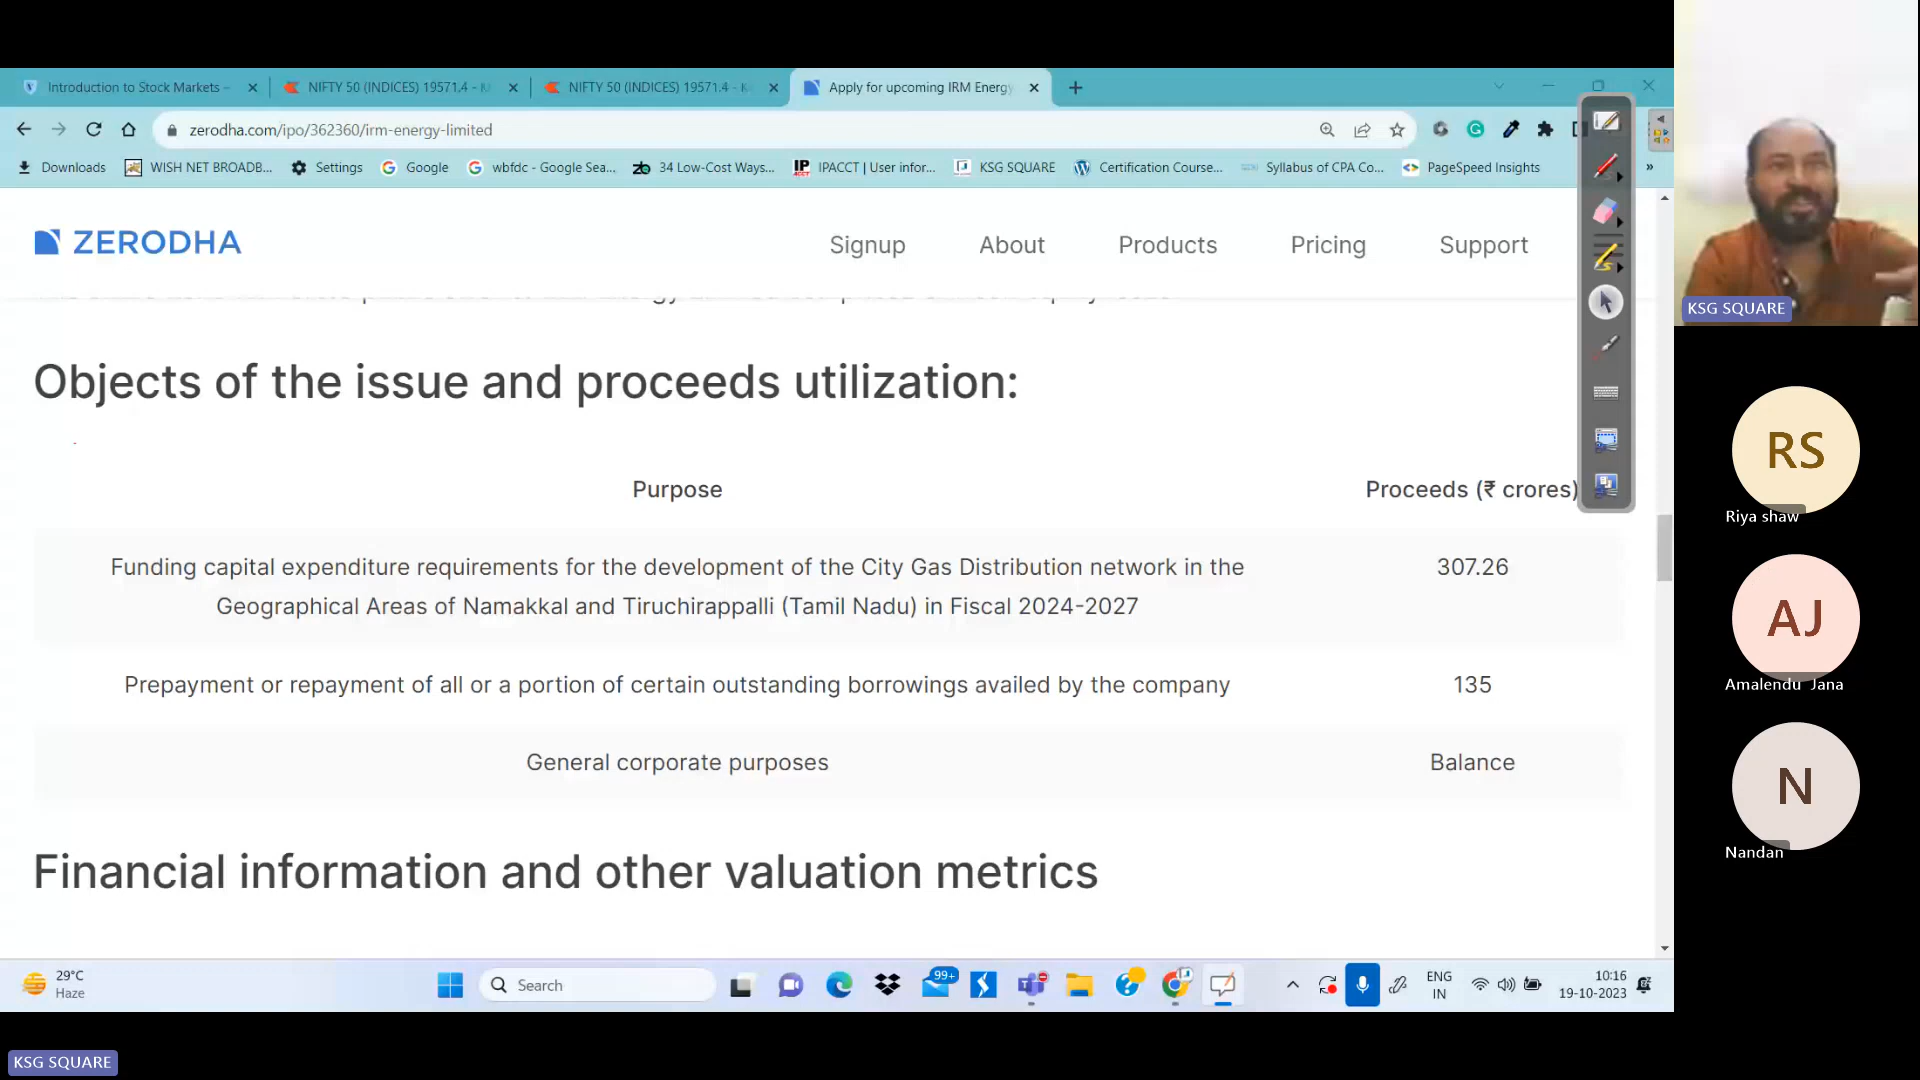 Introduction to Stock Markets –
NIFTY 50 (INDICES) 19571.4 - K
NIFTY 50 (INDICES) 19571.4 - K
Apply for upcoming IRM Energy
zerodha.com/ipo/362360/irm-energy-limited
Downloads
WISH NET BROADB...
Settings
Google
wbfdc - Google Sea...
34 Low-Cost Ways...
IPACCT | User infor...
KSG SQUARE
Certification Course...
Syllabus of CPA Co...
PageSpeed Insights
»
ZERODHA
Signup
About
Products
Pricing
Support
Objects of the issue and proceeds utilization:
Purpose
Proceeds (₹ crores)
Funding capital expenditure requirements for the development of the City Gas Distribution network in the
Geographical Areas of Namakkal and Tiruchirappalli (Tamil Nadu) in Fiscal 2024-2027
307.26
Prepayment or repayment of all or a portion of certain outstanding borrowings availed by the company
135
General corporate purposes
Balance
Financial information and other valuation metrics
29°C
Haze
Search
99+
ENG
IN
10:16
19-10-2023
KSG SQUARE
RS
Riya shaw
AJ
Amalendu Jana
N
Nandan
KSG SQUARE